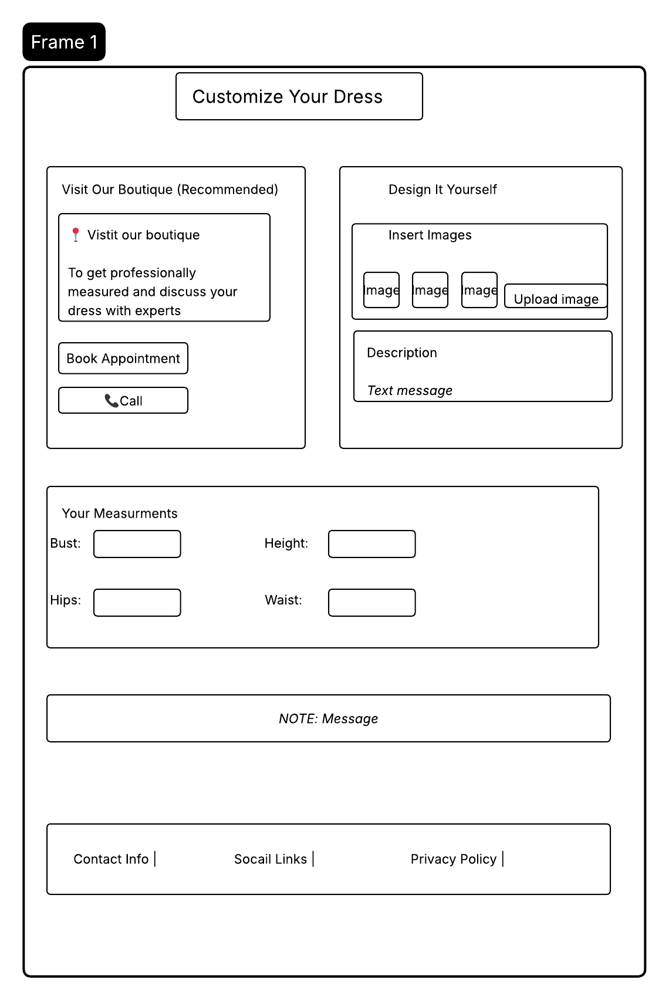 Frame 1
Customize Your Dress
Visit Our Boutique (Recommended)
📍 Vistit our boutique
To get professionally
measured and discuss your
dress with experts
Book Appointment
📞Call
Design It Yourself
Insert Images
Image Image Image Upload image
Description
Text message
Your Measurments
Bust: Height:
Hips: Waist:
NOTE: Message
Contact Info | Socail Links | Privacy Policy |